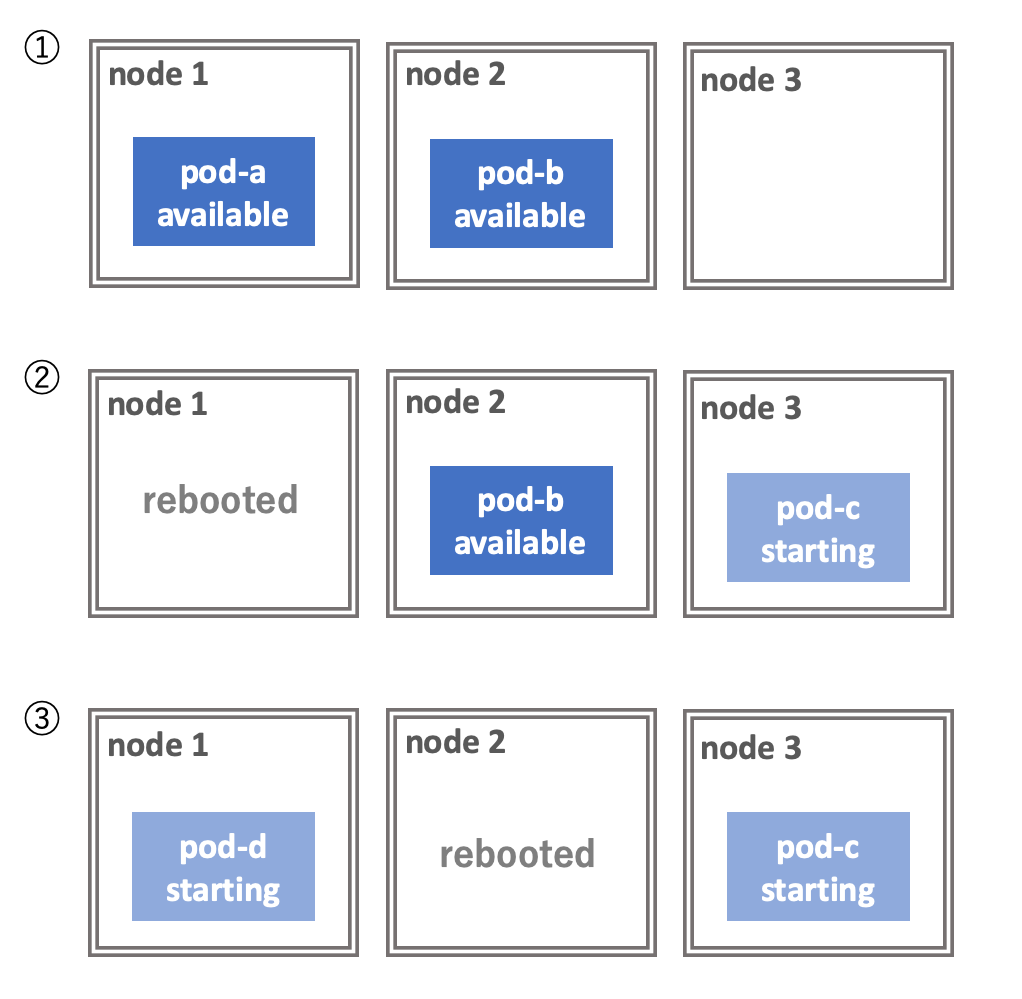 ①
node 1
node 2
node 3
pod-a
available
pod-b
available
②
node 1
node 2
node 3
rebooted
pod-b
available
pod-c
starting
③
node 1
node 2
node 3
pod-d
starting
rebooted
pod-c
starting